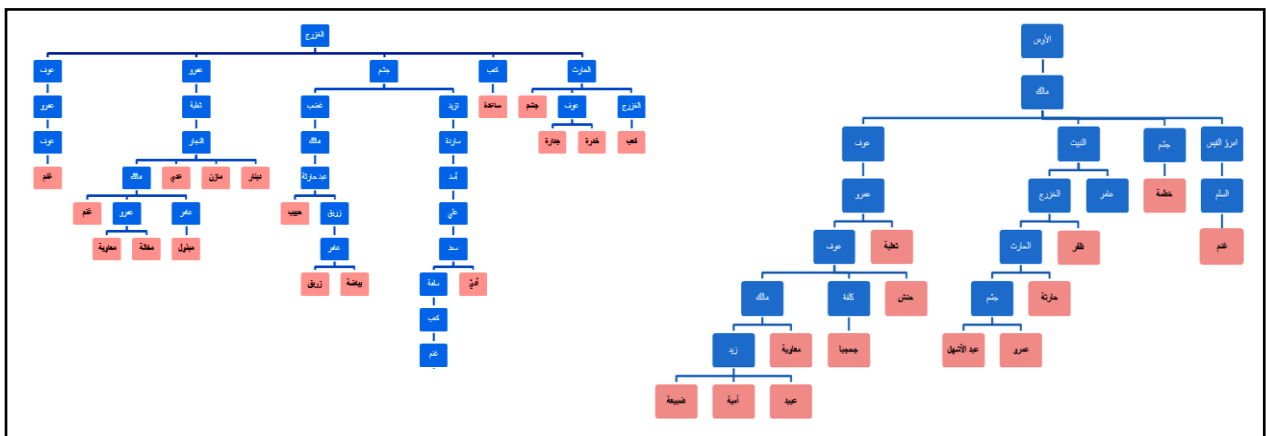 الخزرج
الحارث
كعب
جشم
عمرو
عوف
الخزرج
عوف
جشم
ساعدة
تزيد
غضب
ثعلبة
عمرو
كعب
خدرة
جدارة
ساردة
مالك
النجار
عوف
أسد
عبد حارثة
دينار
مازن
عدي
مالك
غنم
علي
زريق
حبيب
عامر
عمرو
غنم
سعد
عامر
مبذول
مغالة
معاوية
أديّ
سلمة
بياضة
زريق
كعب
غنم
الأوس
مالك
امرؤ القيس
جشم
النبيت
عوف
السلم
خطمة
عامر
الخزرج
عمرو
غنم
ظفر
الحارث
ثعلبة
عوف
حارثة
جشم
حنش
كلفة
مالك
عمرو
عبد الأشهل
جحجبا
معاوية
زيد
عبيد
أمية
ضبيعة